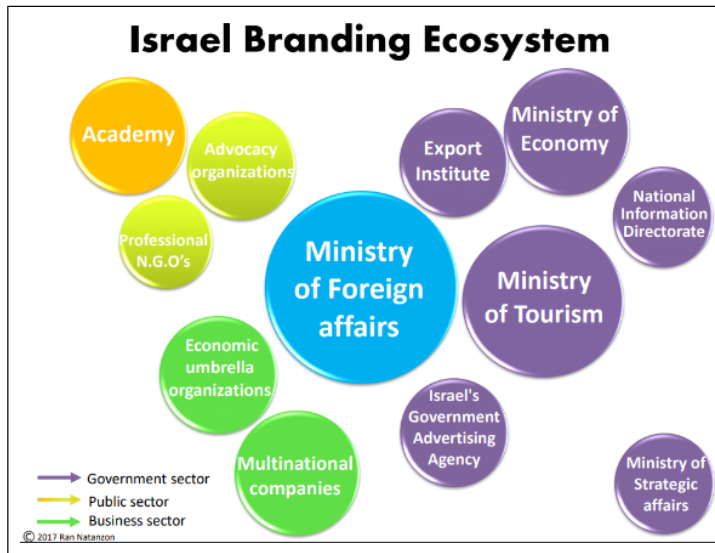 Israel Branding Ecosystem
Academy
Advocacy
organizations
Professional
N.G.O's
Export
Institute
Ministry of
Economy
National
Information
Directorate
Ministry
of Foreign
affairs
Ministry
of Tourism
Economic
umbrella
organizations
Israel's
Government
Advertising
Agency
Multinational
companies
Ministry of
Strategic
affairs
Government sector
Public sector
Business sector
© 2017 Ran Natanzon